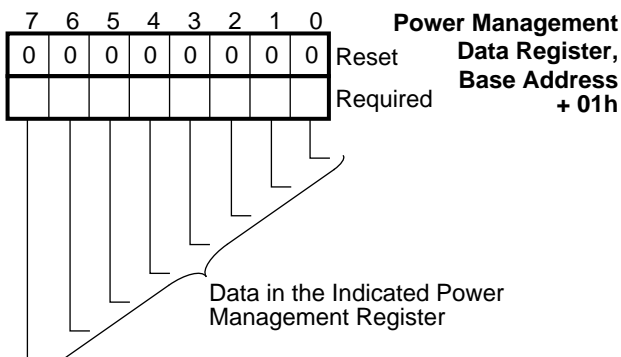 7 6 5 4 3 2 1 0
Power Management
Data Register,
Base Address
+ 01h
0 0 0 0 0 0 0 0 Reset
Required
Data in the Indicated Power
Management Register